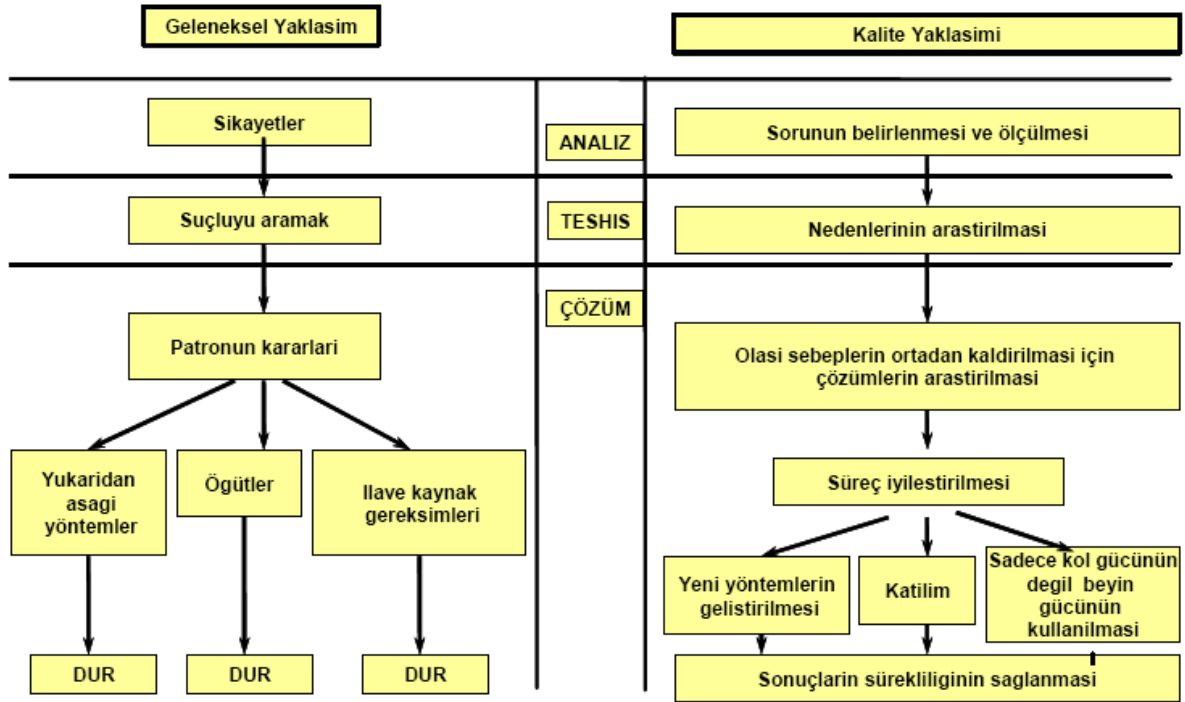 Geleneksel Yaklasim
Kalite Yaklasimi
Sikayetler
ANALIZ
Sorunun belirlenmesi ve ölçülmesi
Suçluyu aramak
TESHIS
Nedenlerinin arastirilmasi
ÇÖZÜM
Patronun kararlari
Olasi sebeplerin ortadan kaldirilmasi için
çözümlerin arastirilmasi
Yukaridan
asagi
yöntemler
Ögütler
Ilave kaynak
gereksimleri
Süreç iyilestirilmesi
Yeni yöntemlerin
gelistirilmesi
Katilim
Sadece kol gücünün
degil beyin
gücünün
kullanilmasi
DUR
DUR
DUR
Sonuçlarin sürekliliginin saglanmasi